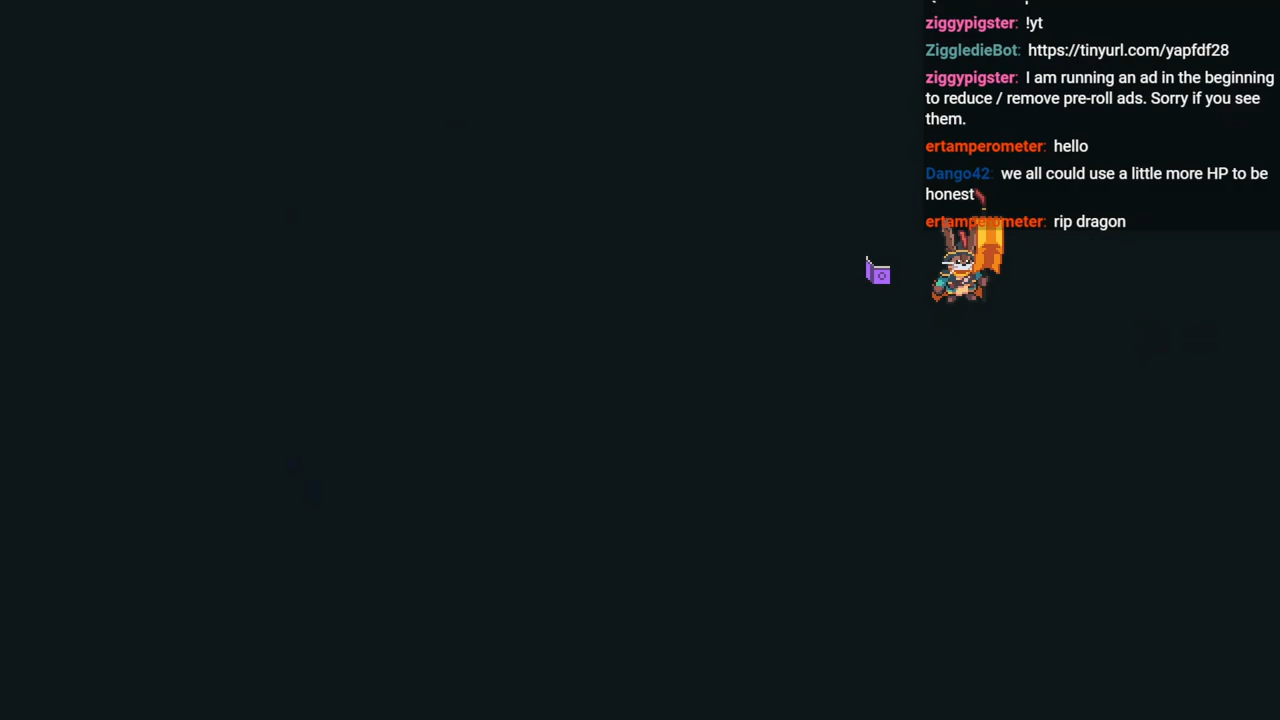 ziggypigster: !yt
ZiggledieBot: https://tinyurl.com/yapfdf28
ziggypigster: I am running an ad in the beginning
to reduce / remove pre-roll ads. Sorry if you see
them.
ertamperometer: hello
Dango42: we all could use a little more HP to be
honest
ertamperometer: rip dragon